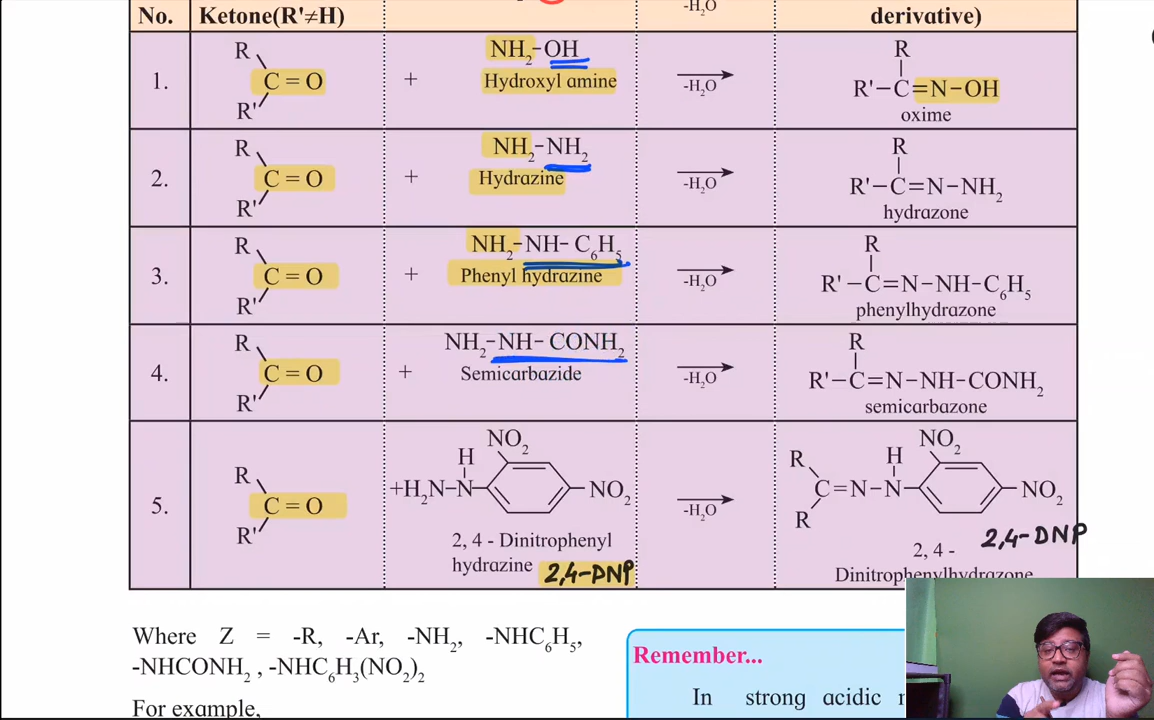 -H₂O
No. Ketone(R'≠H) derivative)
1.
R
C = O
R'
+
NH₂-OH
Hydroxyl amine
-H₂O
R
R'-C=N-OH
oxime
2.
R
C = O
R'
+
NH₂-NH₂
Hydrazine
-H₂O
R
R'-C=N-NH₂
hydrazone
3.
R
C = O
R'
+
NH₂-NH- C₆H₅
Phenyl hydrazine
-H₂O
R
R'-C=N-NH-C₆H₅
phenylhydrazone
4.
R
C = O
R'
+
NH₂-NH- CONH₂
Semicarbazide
-H₂O
R
R'-C=N-NH-CONH₂
semicarbazone
5.
R
C = O
R'
NO₂
H
+H₂N-N NO₂
2, 4 - Dinitrophenyl
hydrazine 2,4-DNP
-H₂O
NO₂
R H
C=N-N NO₂
R
2,4-DNP
2, 4 -
Dinitrophenylhydrazone
Where Z = -R, -Ar, -NH₂, -NHC₆H₅,
-NHCONH₂ , -NHC₆H₃(NO₂)₂
For example,
Remember...
In strong acidic